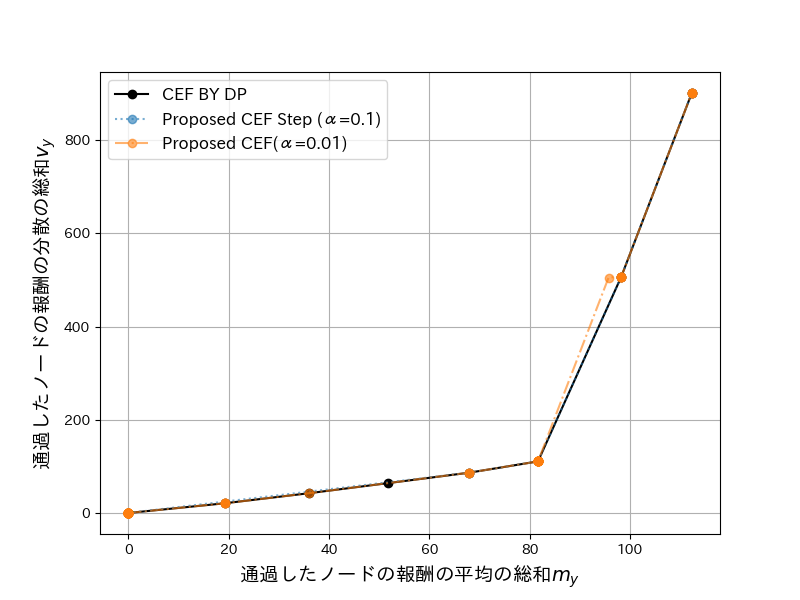 CEF BY DP
Proposed CEF Step (α=0.1)
Proposed CEF(α=0.01)
通過したノードの報酬の分散の総和v_y
800
600
400
200
0
0 20 40 60 80 100
通過したノードの報酬の平均の総和m_y